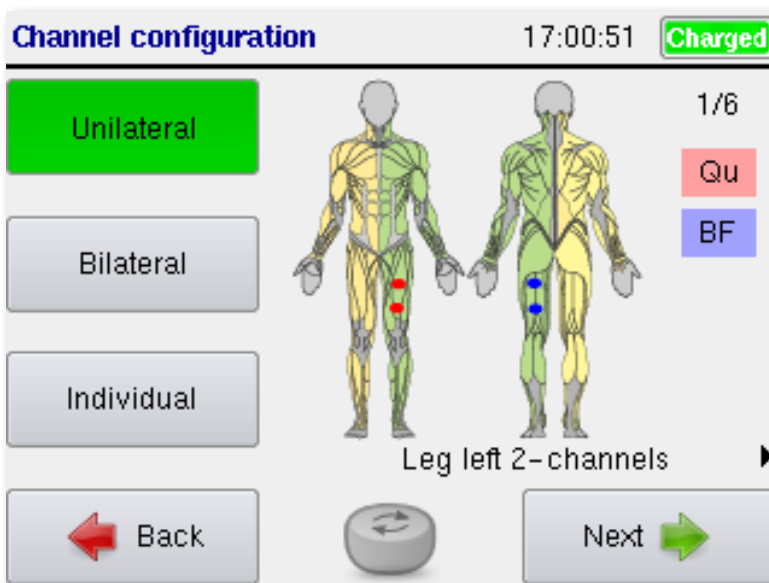 Channel configuration 17:00:51 Charged
Unilateral
1/6
Qu
BF
Bilateral
Individual
Leg left 2-channels
Back
Next